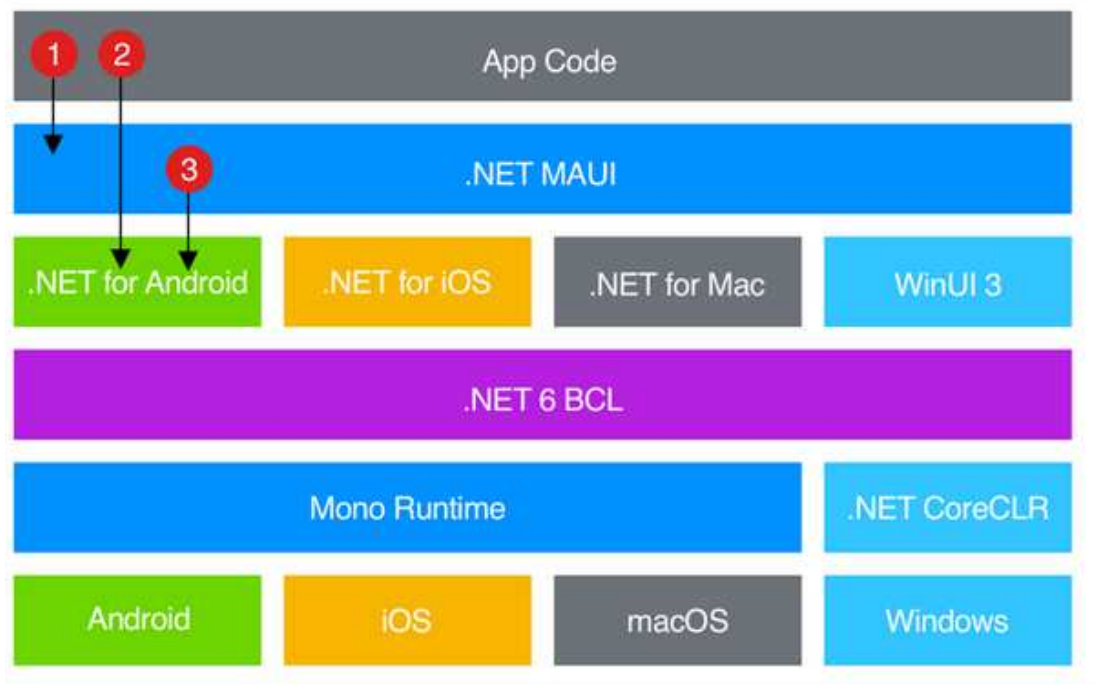 1 2 App Code
.NET MAUI
3
.NET for Android .NET for iOS .NET for Mac WinUI 3
.NET 6 BCL
Mono Runtime .NET CoreCLR
Android iOS macOS Windows